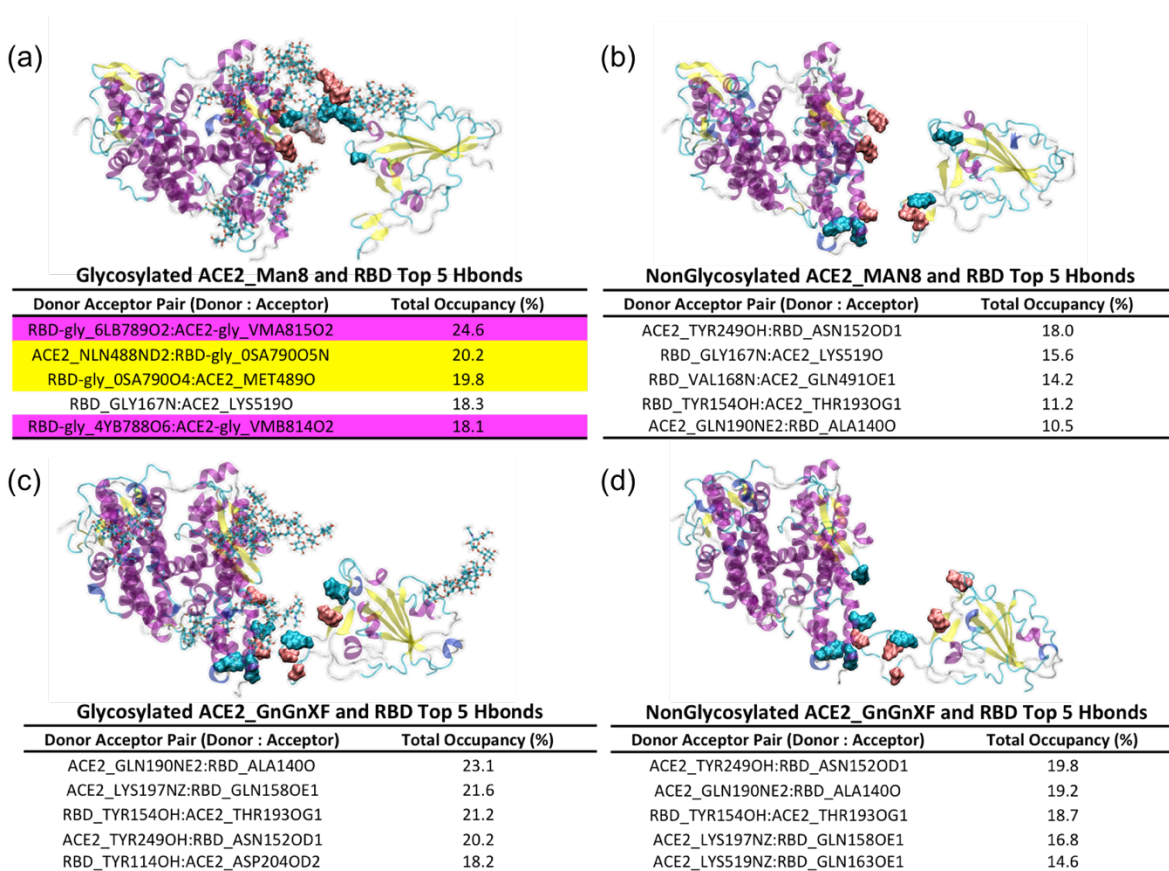 (a)
(b)
Glycosylated ACE2_Man8 and RBD Top 5 Hbonds
Donor Acceptor Pair (Donor : Acceptor) Total Occupancy (%)
RBD-gly_6LB789O2:ACE2-gly_VMA815O2 24.6
ACE2_NLN488ND2:RBD-gly_0SA790O5N 20.2
RBD-gly_0SA790O4:ACE2_MET489O 19.8
RBD_GLY167N:ACE2_LYS519O 18.3
RBD-gly_4YB788O6:ACE2-gly_VMB814O2 18.1
NonGlycosylated ACE2_MAN8 and RBD Top 5 Hbonds
Donor Acceptor Pair (Donor : Acceptor) Total Occupancy (%)
ACE2_TYR249OH:RBD_ASN152OD1 18.0
RBD_GLY167N:ACE2_LYS519O 15.6
RBD_VAL168N:ACE2_GLN491OE1 14.2
RBD_TYR154OH:ACE2_THR193OG1 11.2
ACE2_GLN190NE2:RBD_ALA140O 10.5
(c)
(d)
Glycosylated ACE2_GnGnXF and RBD Top 5 Hbonds
Donor Acceptor Pair (Donor : Acceptor) Total Occupancy (%)
ACE2_GLN190NE2:RBD_ALA140O 23.1
ACE2_LYS197NZ:RBD_GLN158OE1 21.6
RBD_TYR154OH:ACE2_THR193OG1 21.2
ACE2_TYR249OH:RBD_ASN152OD1 20.2
RBD_TYR114OH:ACE2_ASP204OD2 18.2
NonGlycosylated ACE2_GnGnXF and RBD Top 5 Hbonds
Donor Acceptor Pair (Donor : Acceptor) Total Occupancy (%)
ACE2_TYR249OH:RBD_ASN152OD1 19.8
ACE2_GLN190NE2:RBD_ALA140O 19.2
RBD_TYR154OH:ACE2_THR193OG1 18.7
ACE2_LYS197NZ:RBD_GLN158OE1 16.8
ACE2_LYS519NZ:RBD_GLN163OE1 14.6